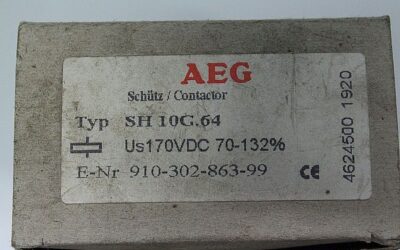 AEG
Schütz / Contactor
Typ SH 10G.64
Us170VDC 70-132%
E-Nr 910-302-863-99
CE
4624500 1920